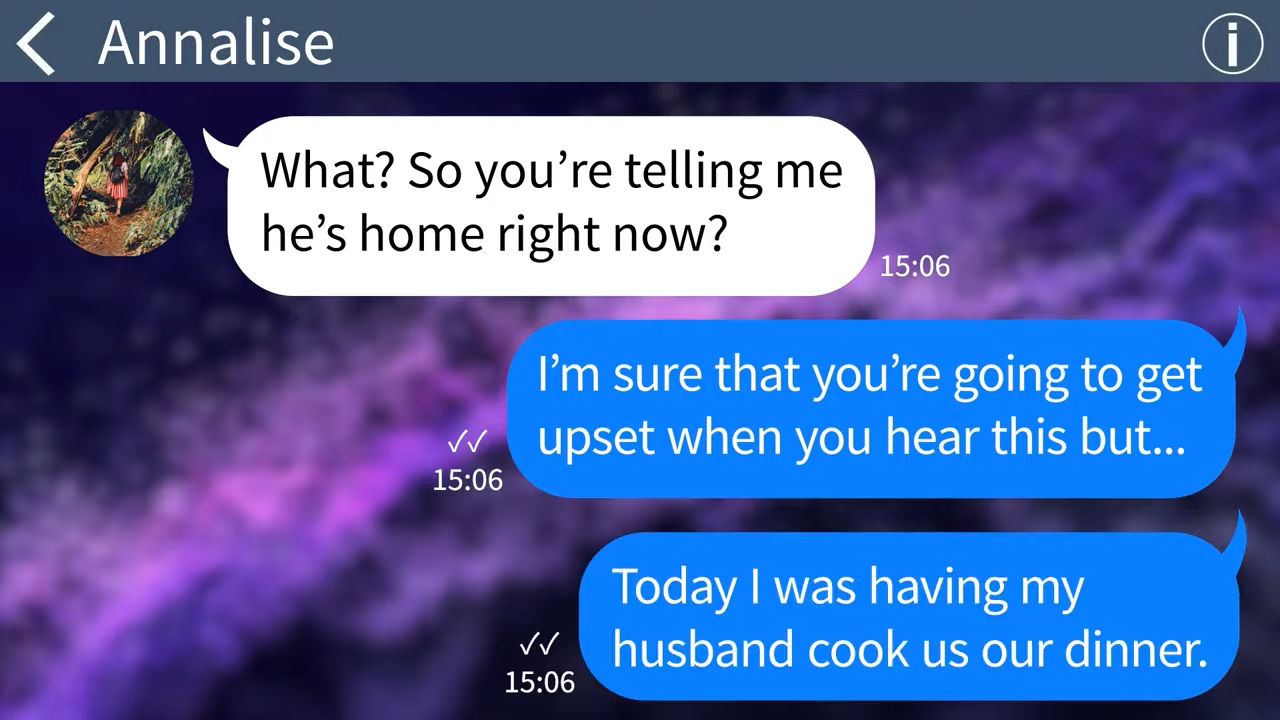 Annalise
What? So you’re telling me
he’s home right now?
15:06
I’m sure that you’re going to get
upset when you hear this but...
✓✓
15:06
Today I was having my
husband cook us our dinner.
✓✓
15:06